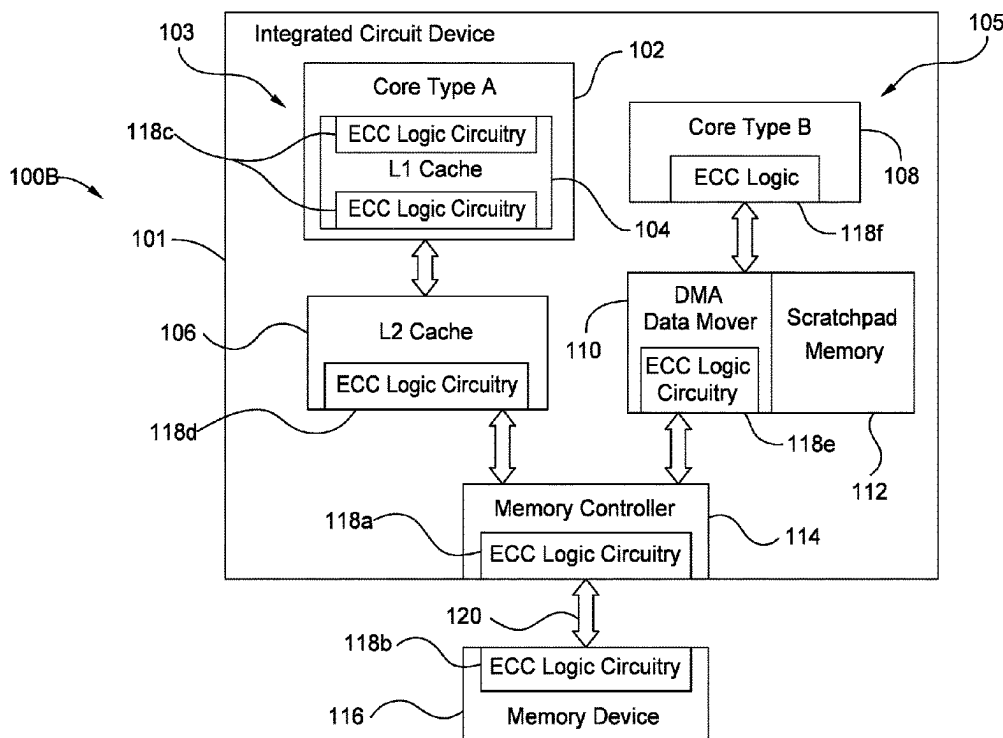 Integrated Circuit Device
103
102
105
Core Type A
118c
ECC Logic Circuitry
L1 Cache
ECC Logic Circuitry
Core Type B
ECC Logic
108
100B
104
118f
101
106
L2 Cache
ECC Logic Circuitry
118d
110
DMA
Data Mover
ECC Logic
Circuitry
Scratchpad
Memory
118e
112
118a
Memory Controller
ECC Logic Circuitry
114
120
118b
ECC Logic Circuitry
116
Memory Device